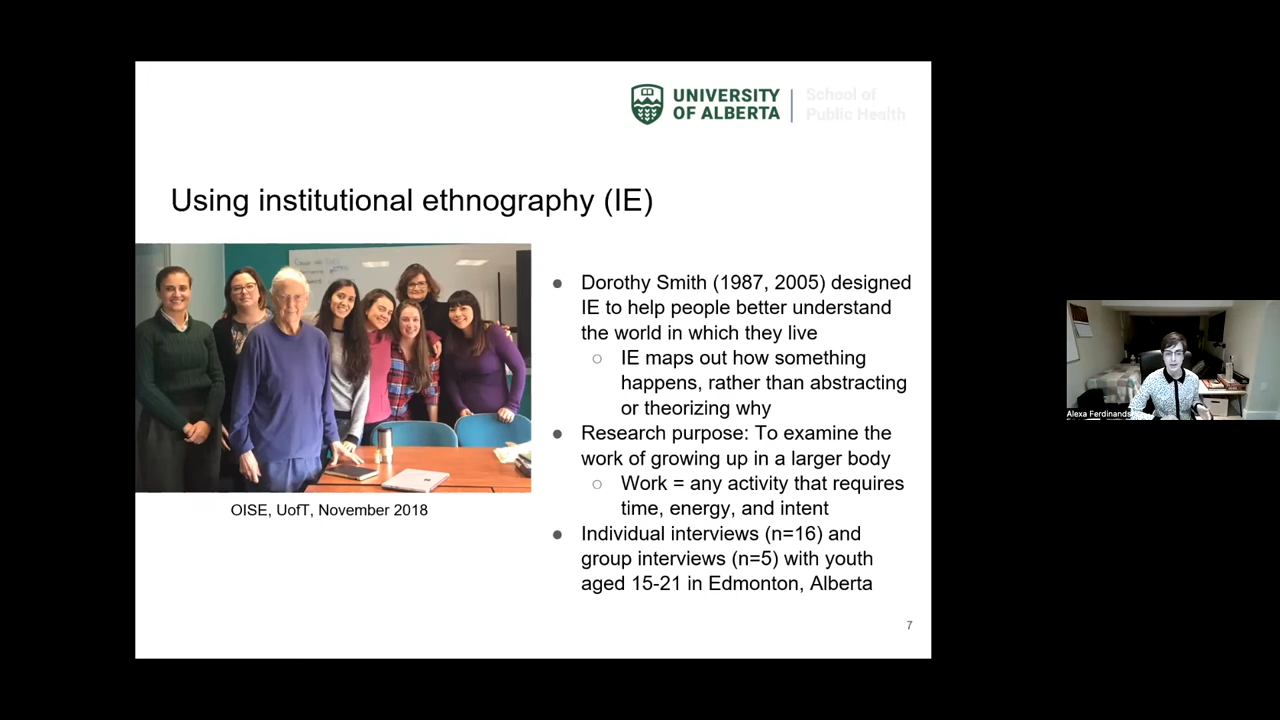 UNIVERSITY
OF ALBERTA
School of
Public Health
Using institutional ethnography (IE)
● Dorothy Smith (1987, 2005) designed
IE to help people better understand
the world in which they live
○ IE maps out how something
happens, rather than abstracting
or theorizing why
● Research purpose: To examine the
work of growing up in a larger body
○ Work = any activity that requires
time, energy, and intent
● Individual interviews (n=16) and
group interviews (n=5) with youth
aged 15-21 in Edmonton, Alberta
OISE, UofT, November 2018
7
Alexa Ferdinands